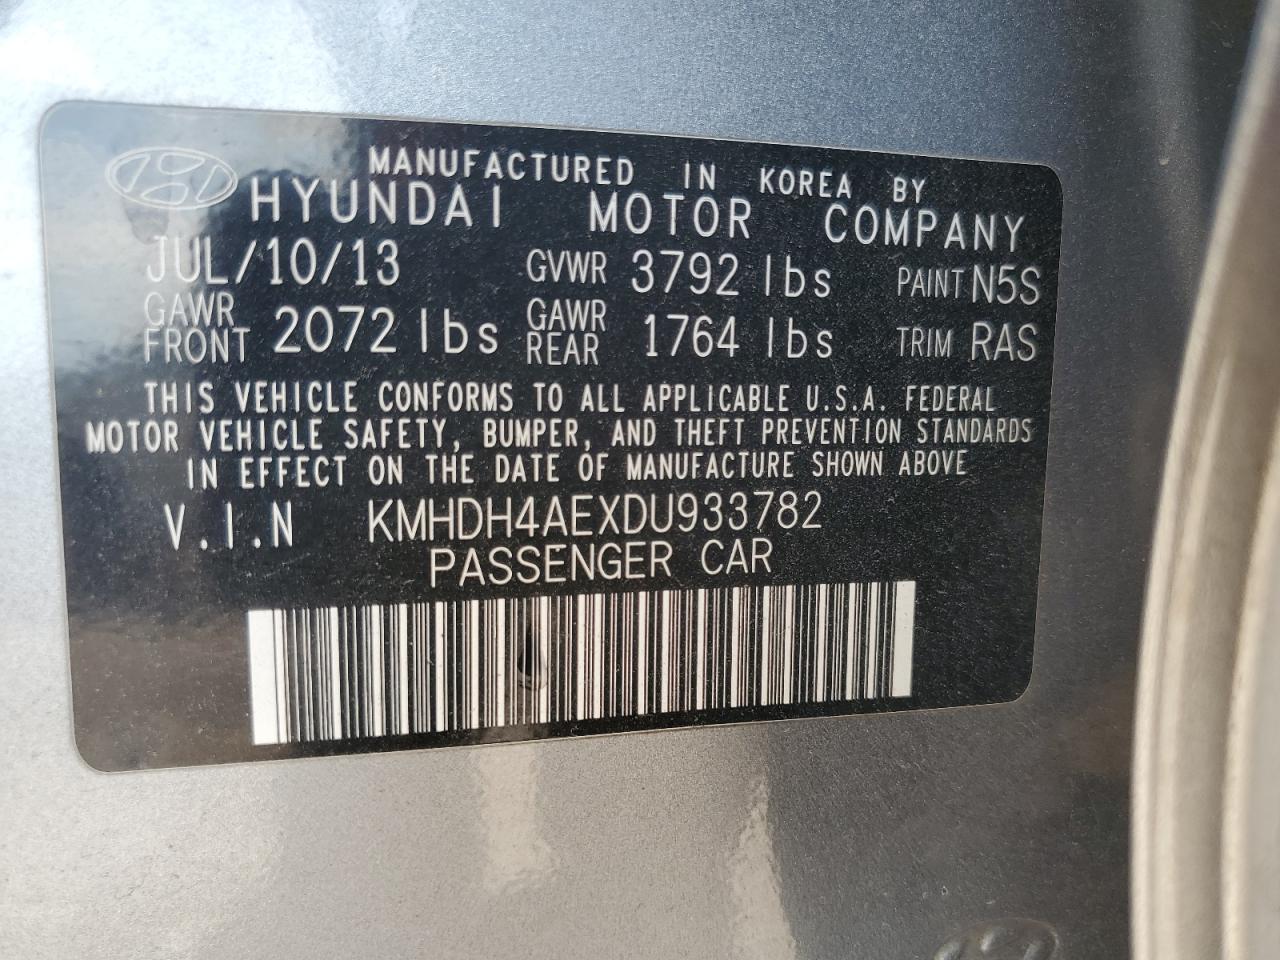 MANUFACTURED IN KOREA BY
HYUNDAI MOTOR COMPANY
JUL/10/13 GVWR 3792 lbs PAINT N5S
GAWR FRONT 2072 lbs GAWR REAR 1764 lbs TRIM RAS
THIS VEHICLE CONFORMS TO ALL APPLICABLE U.S.A. FEDERAL
MOTOR VEHICLE SAFETY, BUMPER, AND THEFT PREVENTION STANDARDS
IN EFFECT ON THE DATE OF MANUFACTURE SHOWN ABOVE
V.I.N KMHDH4AEXDU933782
PASSENGER CAR